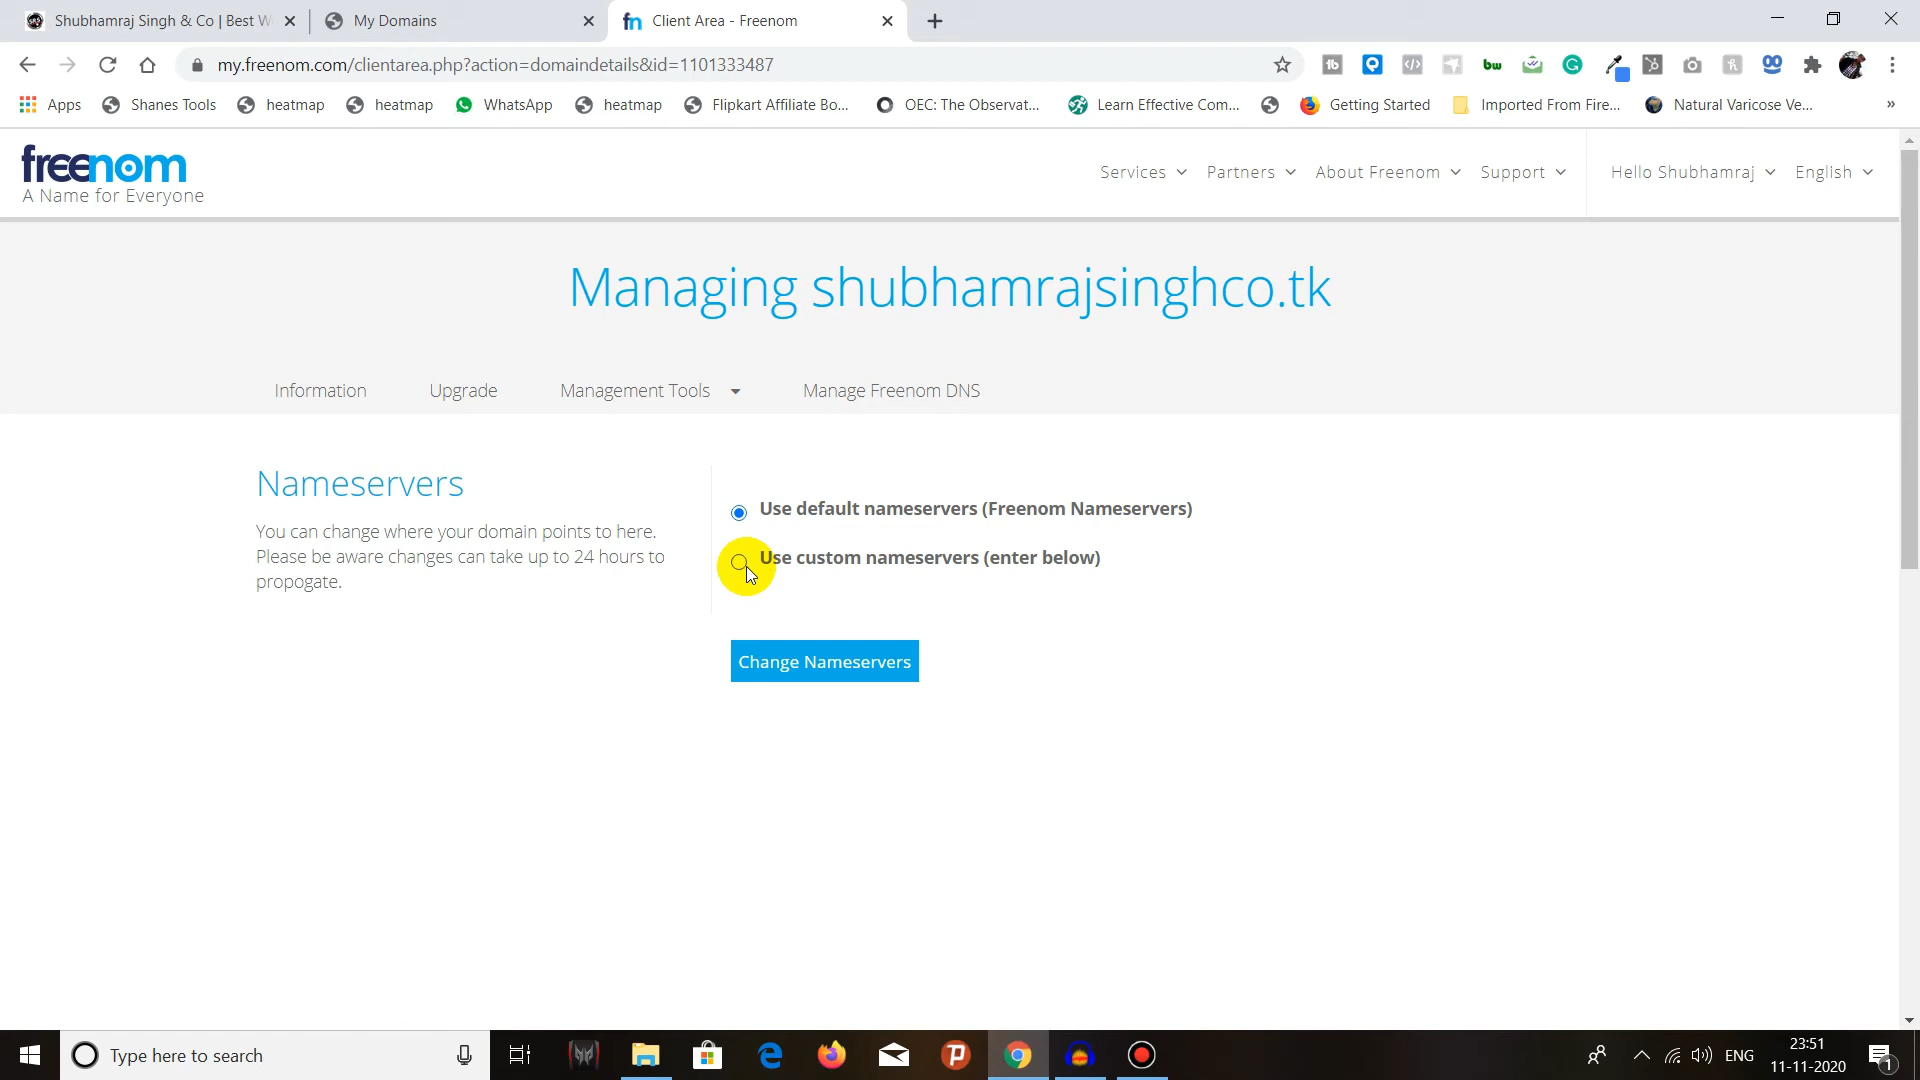 Shubhamraj Singh & Co | Best W
My Domains
Client Area - Freenom
my.freenom.com/clientarea.php?action=domaindetails&id=1101333487
Apps
Shanes Tools
heatmap
heatmap
WhatsApp
heatmap
Flipkart Affiliate Bo...
OEC: The Observat...
Learn Effective Com...
Getting Started
Imported From Fire...
Natural Varicose Ve...
»
freenom
A Name for Everyone
Services
Partners
About Freenom
Support
Hello Shubhamraj
English
Managing shubhamrajsinghco.tk
Information
Upgrade
Management Tools
Manage Freenom DNS
Nameservers
You can change where your domain points to here.
Please be aware changes can take up to 24 hours to
propogate.
Use default nameservers (Freenom Nameservers)
Use custom nameservers (enter below)
Change Nameservers
Type here to search
ENG
23:51
11-11-2020
1